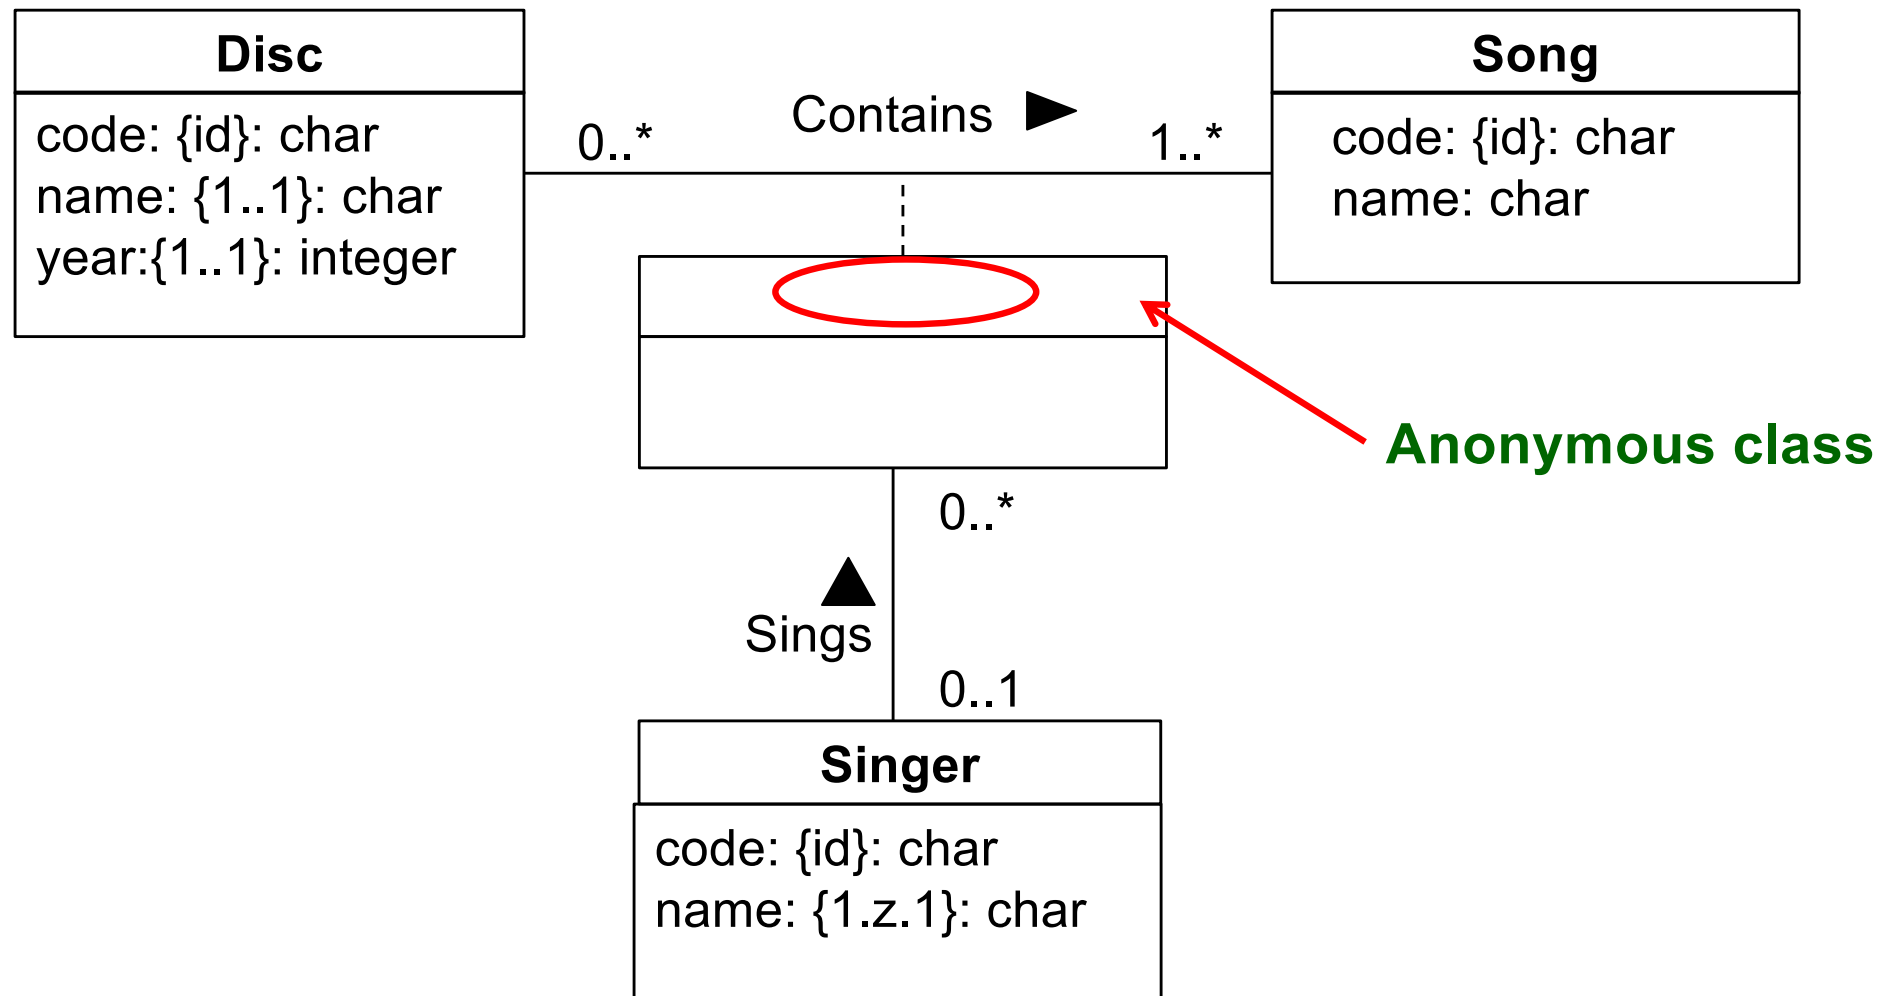 Disc
code: {id}: char
name: {1..1}: char
year:{1..1}: integer
0..*
Contains
1..*
Song
code: {id}: char
name: char
Anonymous class
0..*
Sings
0..1
Singer
code: {id}: char
name: {1.z.1}: char